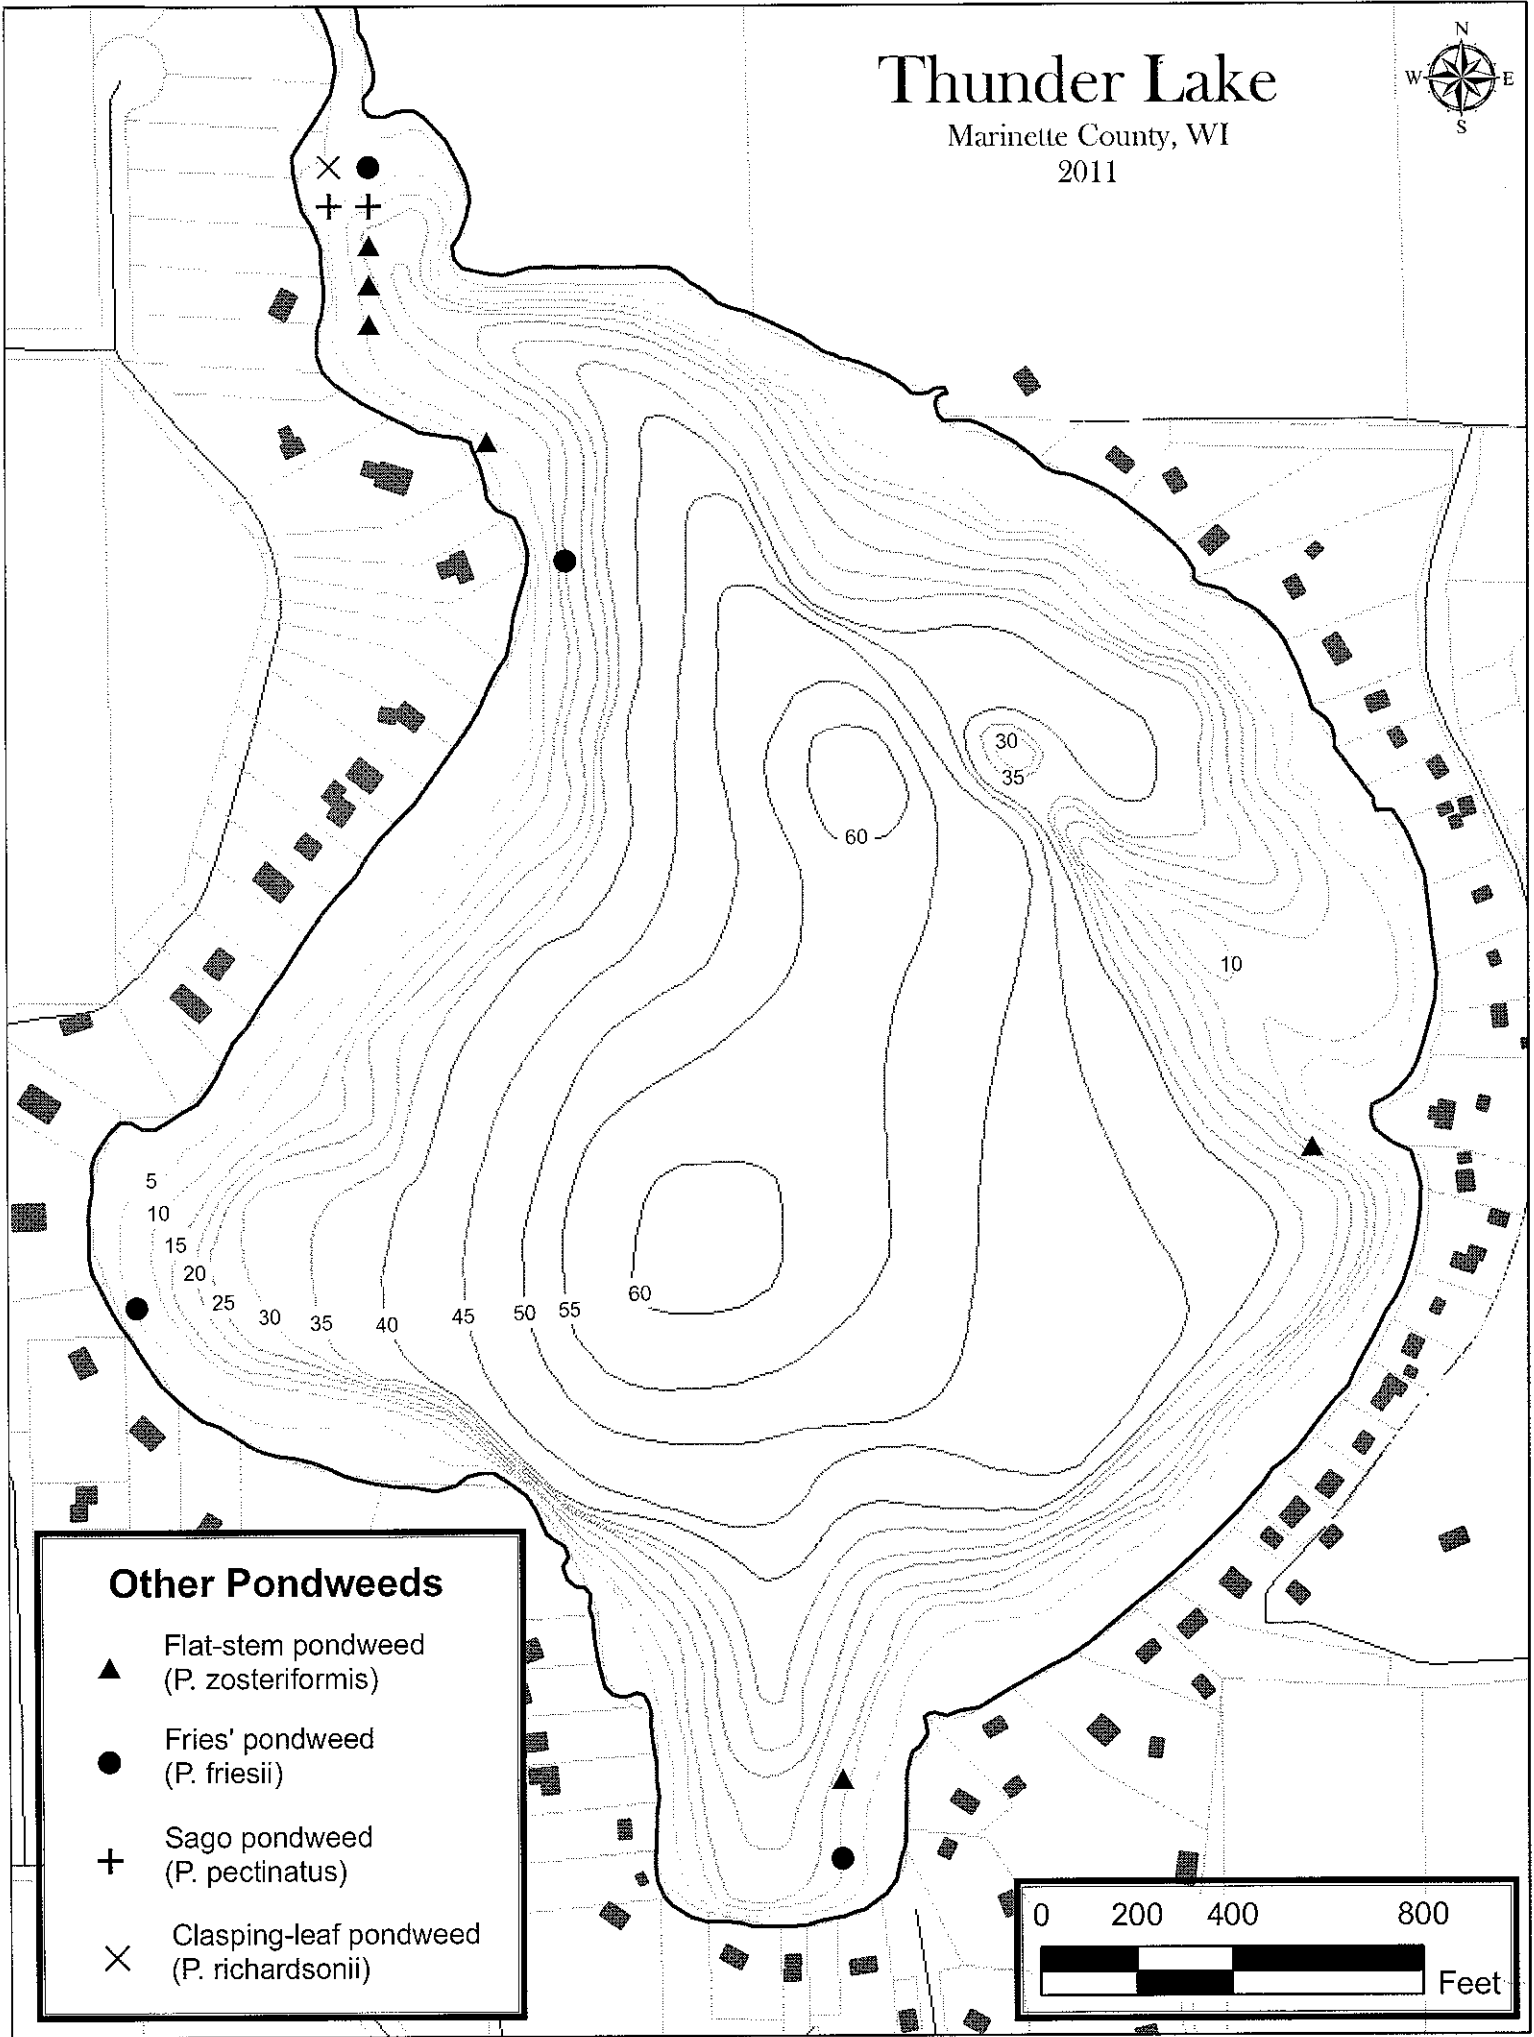 Thunder Lake
Marinette County, WI
2011
N
W E
S
30
35
60
10
5
10
15
20
25
30
35
40
45
50
55
60
Other Pondweeds
Flat-stem pondweed
(P. zosteriformis)
Fries' pondweed
(P. friesii)
Sago pondweed
(P. pectinatus)
Clasping-leaf pondweed
(P. richardsonii)
0 200 400 800
Feet